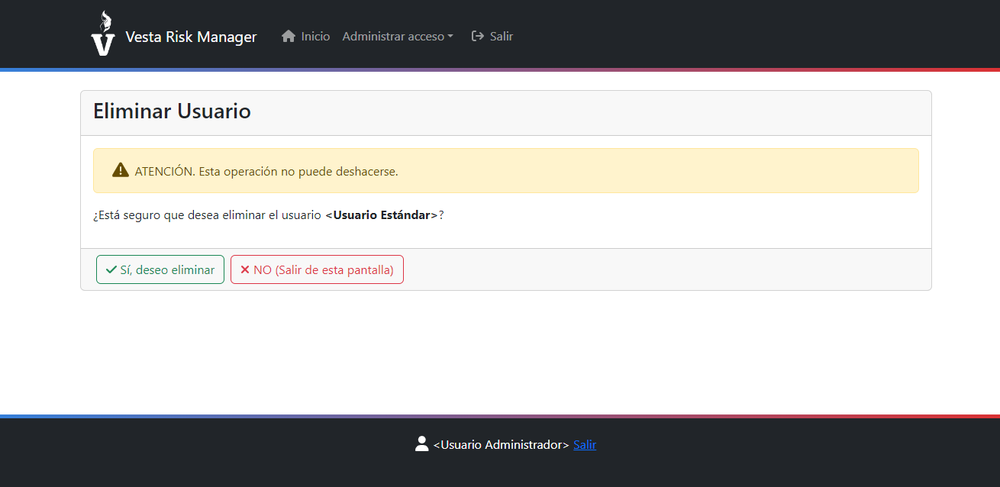 V Vesta Risk Manager Inicio Administrar acceso Salir
Eliminar Usuario
ATENCIÓN. Esta operación no puede deshacerse.
¿Está seguro que desea eliminar el usuario <Usuario Estándar>?
Sí, deseo eliminar NO (Salir de esta pantalla)
<Usuario Administrador> Salir